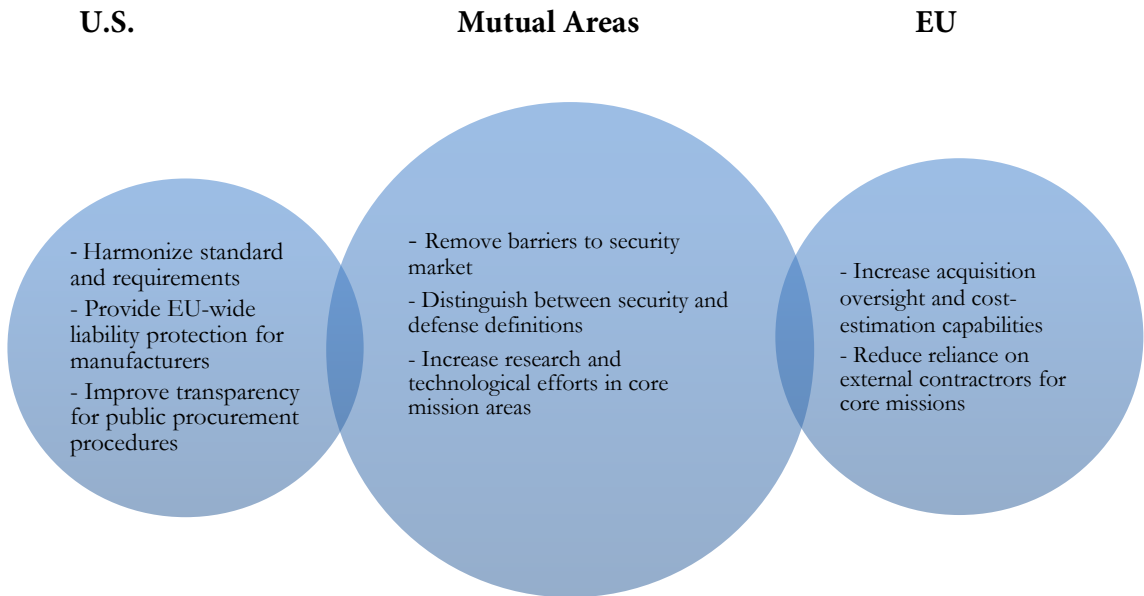 U.S.
Mutual Areas
EU
- Harmonize standard
and requirements
- Provide EU-wide
liability protection for
manufacturers
- Improve transparency
for public procurement
procedures
- Remove barriers to security
market
- Distinguish between security and
defense definitions
- Increase research and
technological efforts in core
mission areas
- Increase acquisition
oversight and cost-
estimation capabilities
- Reduce reliance on
external contractrors for
core missions